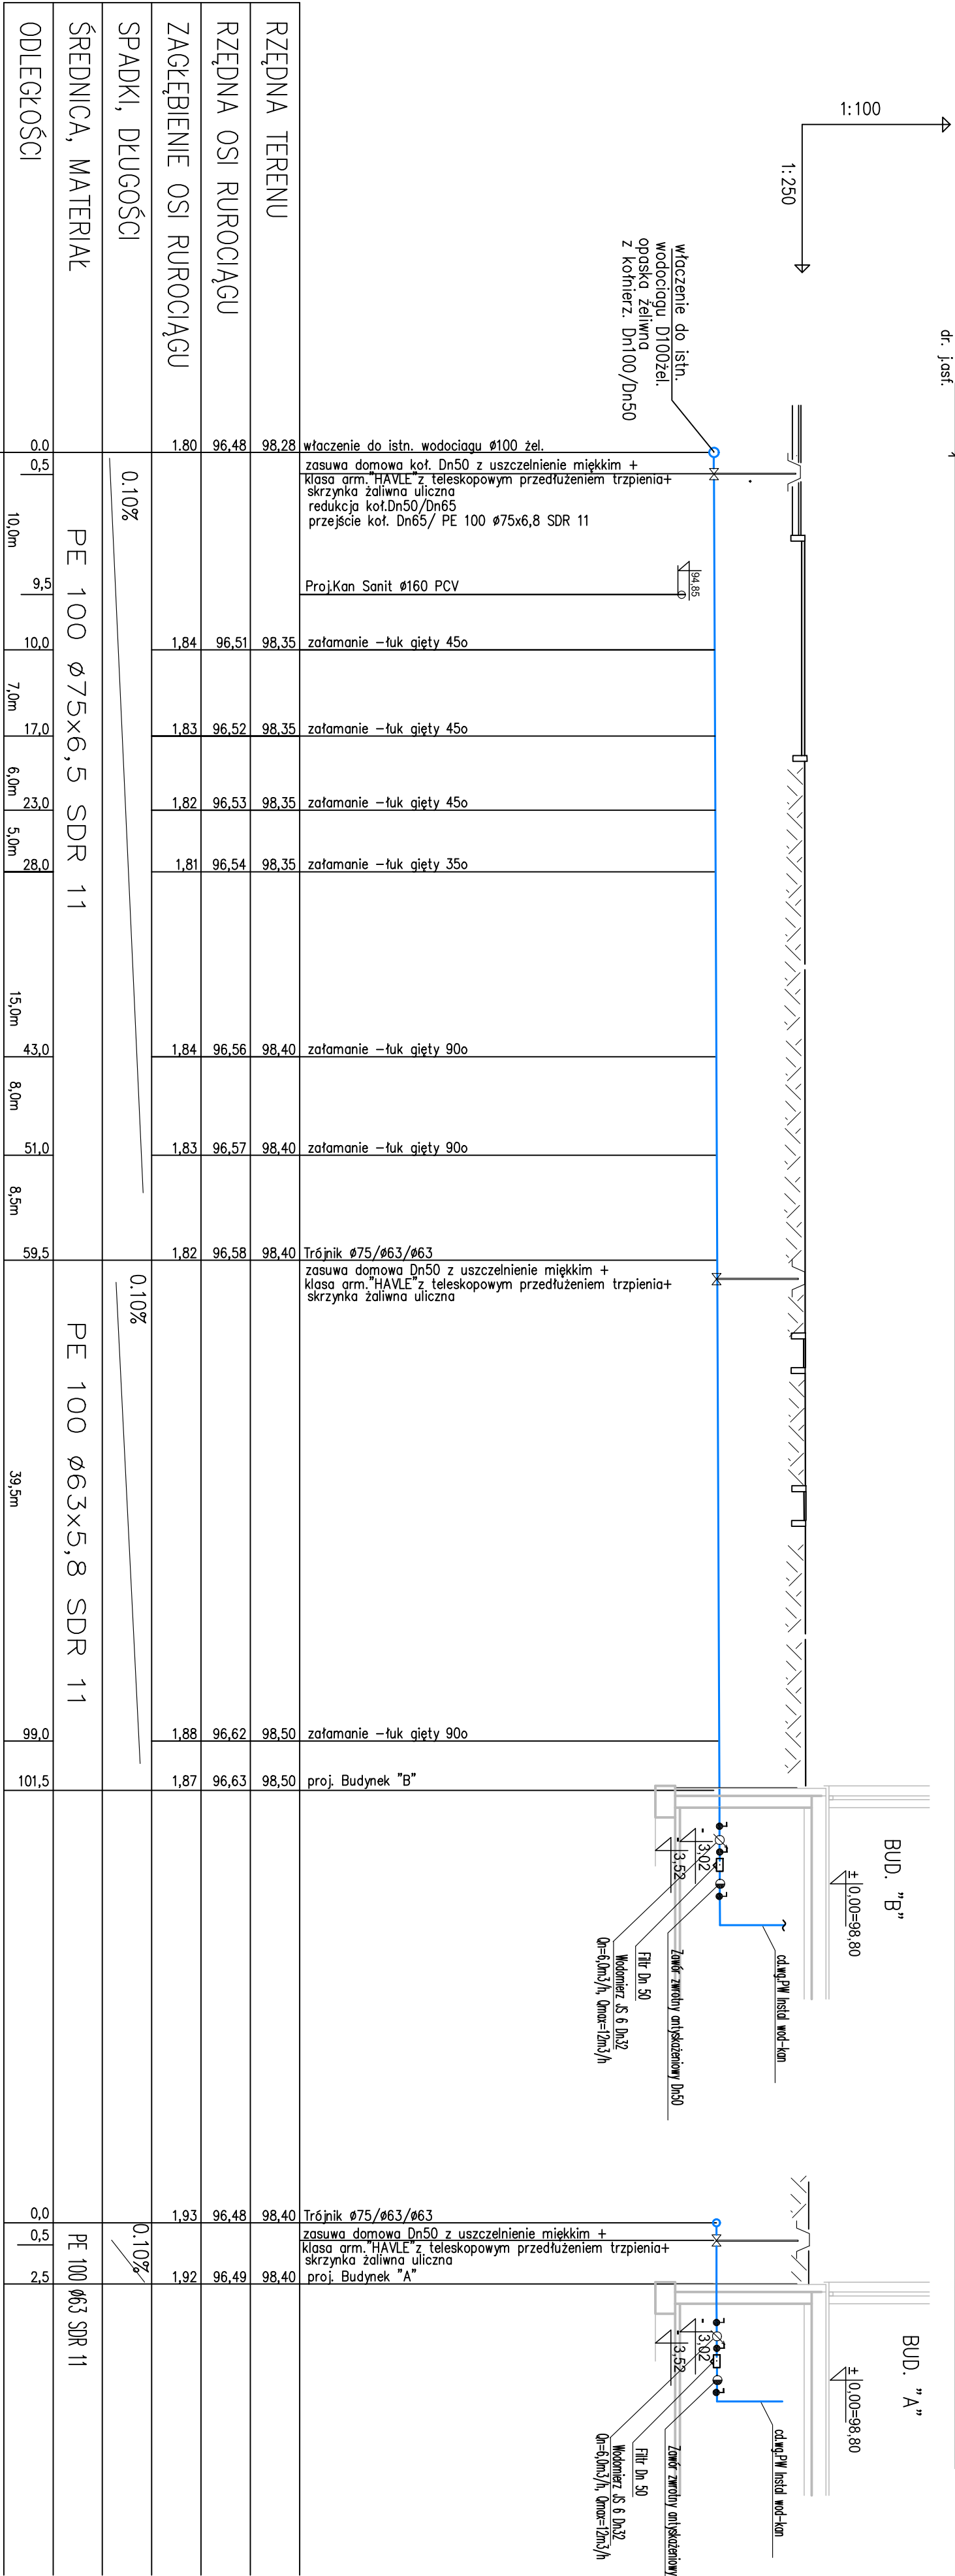 1:100
1:250
dr. j.asf.
włączenie do istn.
wodociągu D100żel.
opaska żeliwna
z kołnierz. Dn100/Dn50
94,85
BUD. "B"
± 0,00=98,80
cd.wg.PW Instal wod-kan
- 3,02
- 3,52
Zawór zwrotny antyskażeniowy Dn50
Filtr Dn 50
Wodomierz JS 6 Dn32
Qn=6,0m3/h, Qmax=12m3/h
BUD. "A"
± 0,00=98,80
cd.wg.PW Instal wod-kan
- 3,02
- 3,52
Zawór zwrotny antyskażeniowy
Filtr Dn 50
Wodomierz JS 6 Dn32
Qn=6,0m3/h, Qmax=12m3/h
włączenie do istn. wodociagu Ø100 żel.
zasuwa domowa koł. Dn50 z uszczelnienie miękkim +
klasa arm."HAVLE"z teleskopowym przedłużeniem trzpienia+
skrzynka żaliwna uliczna
redukcja koł.Dn50/Dn65
przejście koł. Dn65/ PE 100 Ø75x6,8 SDR 11
Proj.Kan Sanit Ø160 PCV
załamanie -łuk gięty 45o
załamanie -łuk gięty 45o
załamanie -łuk gięty 45o
załamanie -łuk gięty 35o
załamanie -łuk gięty 90o
załamanie -łuk gięty 90o
Trójnik Ø75/Ø63/Ø63
zasuwa domowa Dn50 z uszczelnienie miękkim +
klasa arm."HAVLE"z teleskopowym przedłużeniem trzpienia+
skrzynka żaliwna uliczna
załamanie -łuk gięty 90o
proj. Budynek "B"
Trójnik Ø75/Ø63/Ø63
zasuwa domowa Dn50 z uszczelnienie miękkim +
klasa arm."HAVLE"z teleskopowym przedłużeniem trzpienia+
skrzynka żaliwna uliczna
proj. Budynek "A"
RZĘDNA TERENU
98,28 98,35 98,35 98,35 98,35 98,40 98,40 98,40 98,50 98,50 98,40 98,40
RZĘDNA OSI RUROCIĄGU
96,48 96,51 96,52 96,53 96,54 96,56 96,57 96,58 96,62 96,63 96,48 96,49
ZAGŁĘBIENIE OSI RUROCIĄGU
1.80 1,84 1,83 1,82 1,81 1,84 1,83 1,82 1,88 1,87 1,93 1,92
SPADKI, DŁUGOŚCI
0.10% 0.10% 0.10%
ŚREDNICA, MATERIAŁ
PE 100 Ø75x6,5 SDR 11
PE 100 Ø63x5,8 SDR 11
PE 100 Ø63 SDR 11
ODLEGŁOŚCI
0.0 0,5 9,5 10,0 17,0 23,0 28,0 43,0 51,0 59,5 99,0 101,5 0,0 0,5 2,5
10,0m 7,0m 6,0m 5,0m 15,0m 8,0m 8,5m 39,5m